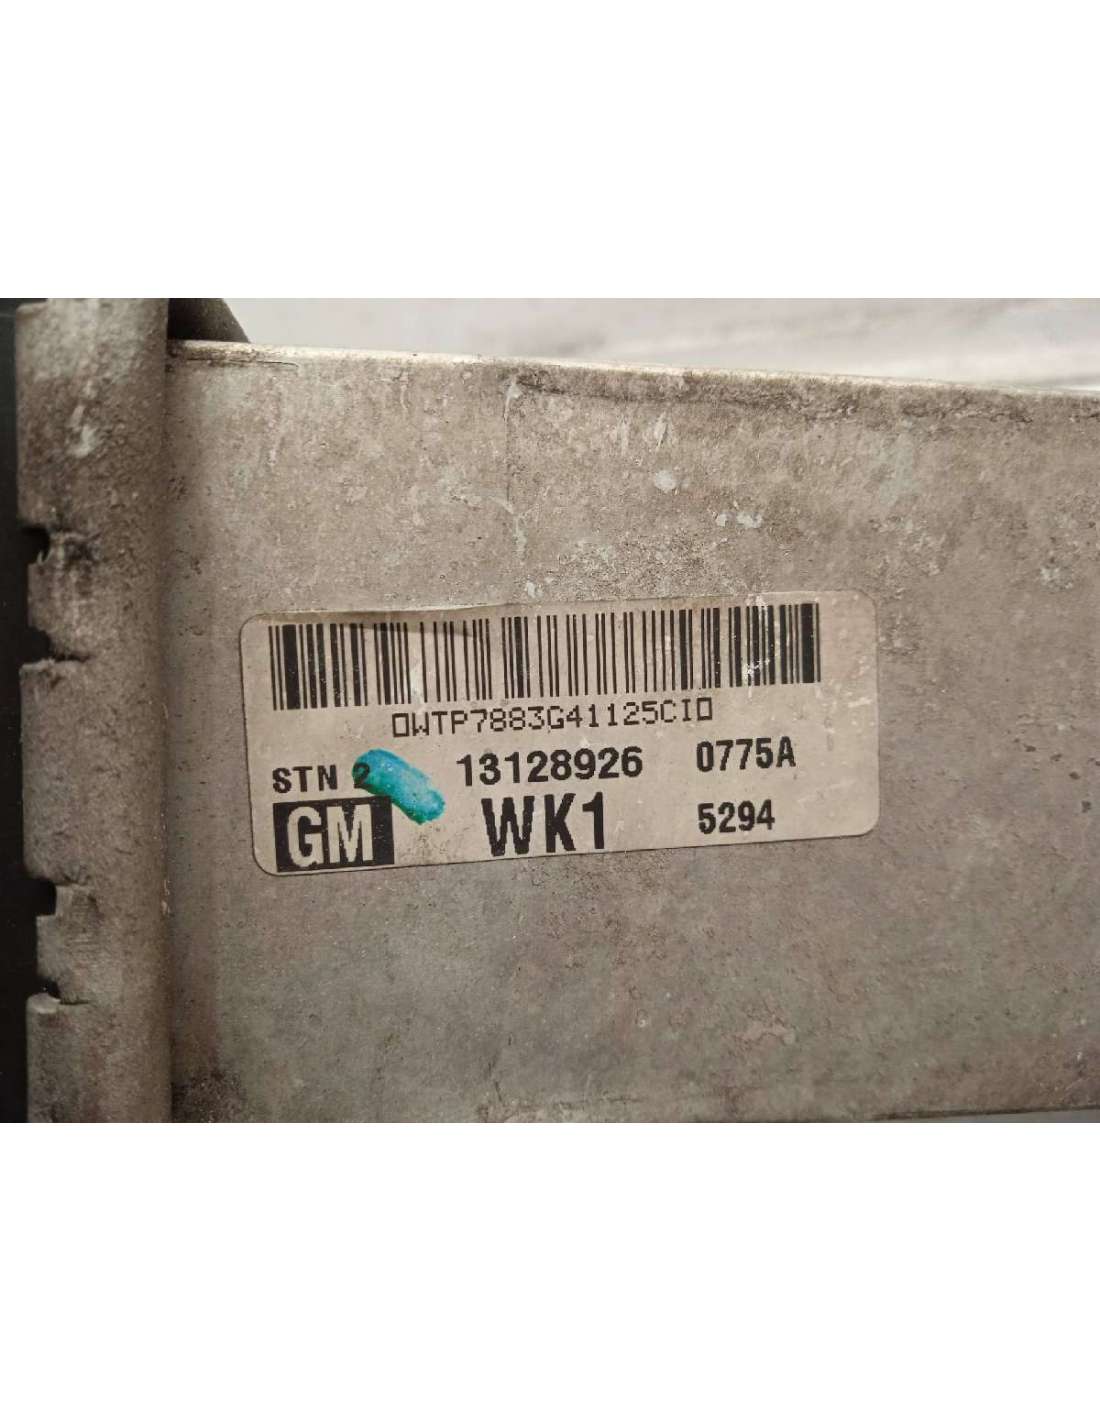 0WTP7883G41125CI0
STN 2 13128926 0775A
GM WK1 5294